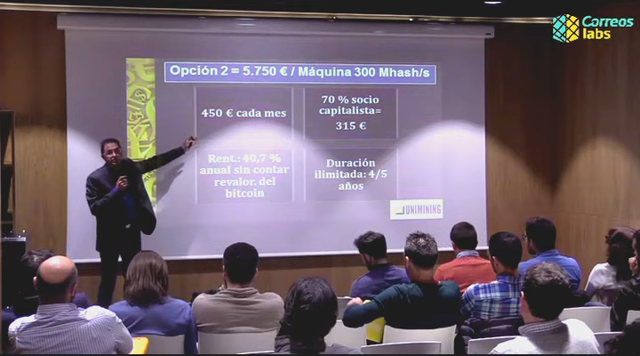 Correos
labs
Opción 2 = 5.750 € / Máquina 300 Mhash/s
450 € cada mes
70 % socio
capitalista=
315 €
Rent.: 40,7 %
anual sin contar
revalor. del
bitcoin
Duración
ilimitada: 4/5
años
UNIMINING